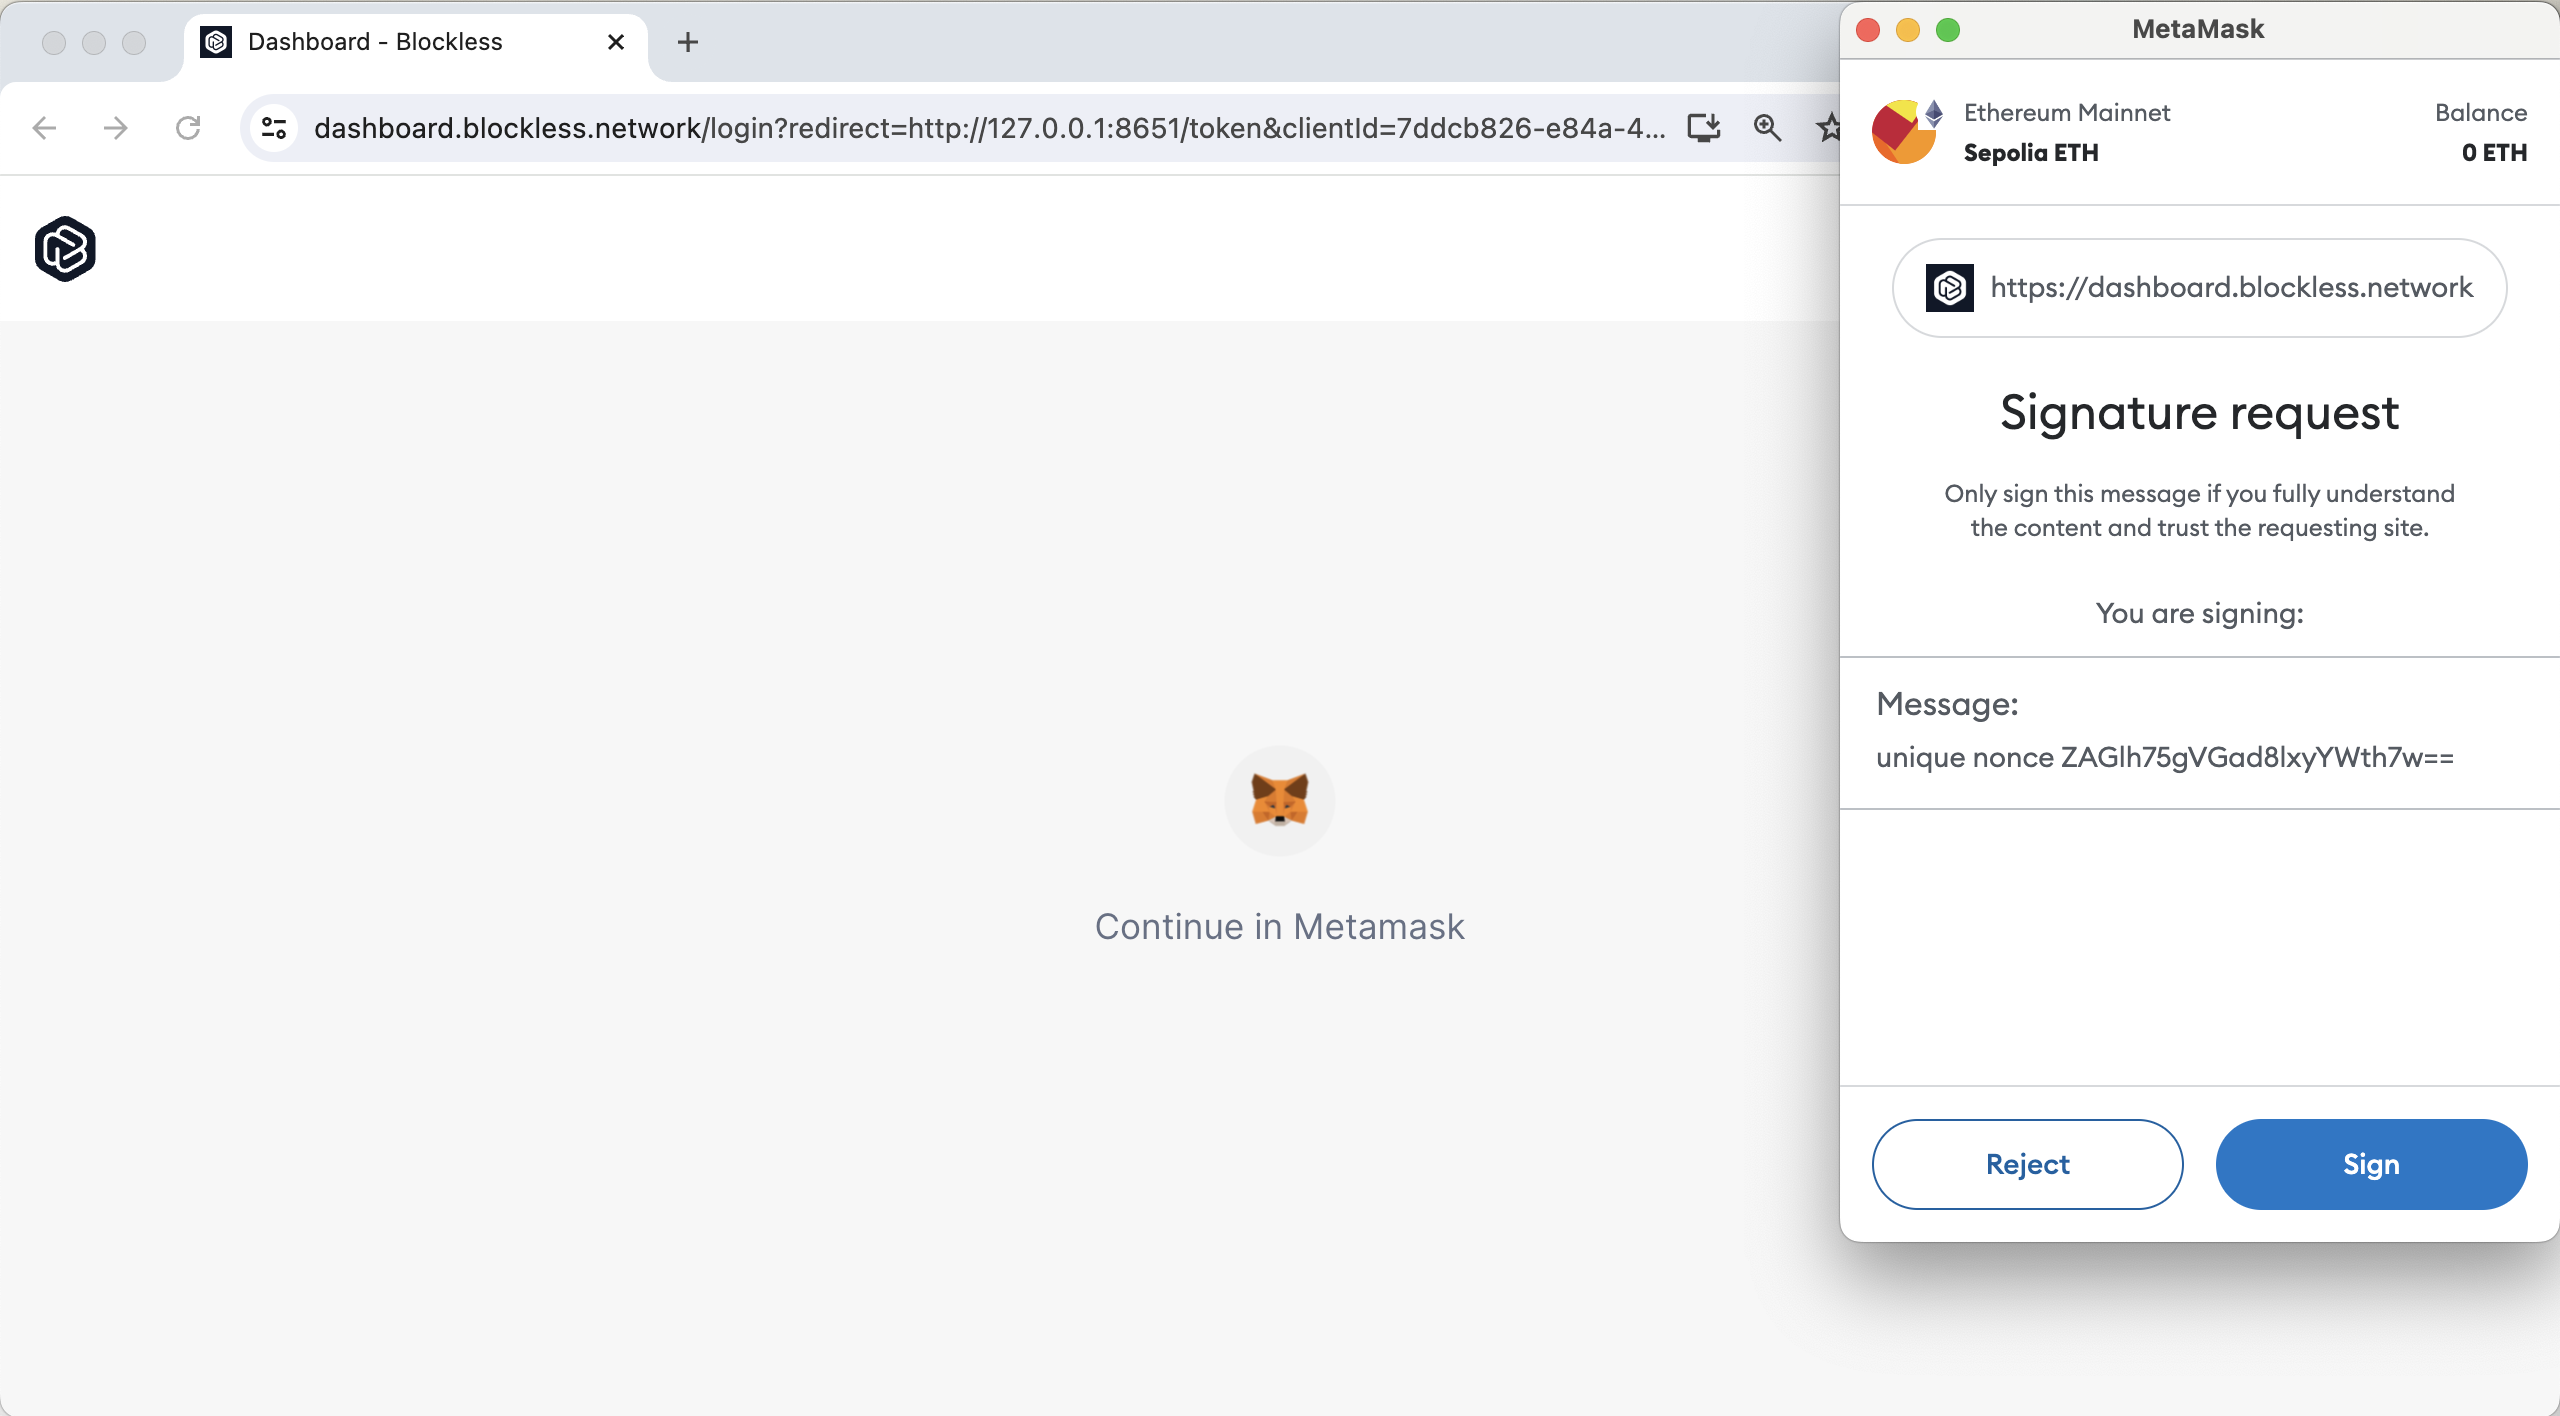 Dashboard - Blockless
dashboard.blockless.network/login?redirect=http://127.0.0.1:8651/token&clientId=7ddcb826-e84a-4...
Continue in Metamask
MetaMask
Ethereum Mainnet
Balance
Sepolia ETH
0 ETH
https://dashboard.blockless.network
Signature request
Only sign this message if you fully understand
the content and trust the requesting site.
You are signing:
Message:
unique nonce ZAGlh75gVGad8lxyYWth7w==
Reject
Sign